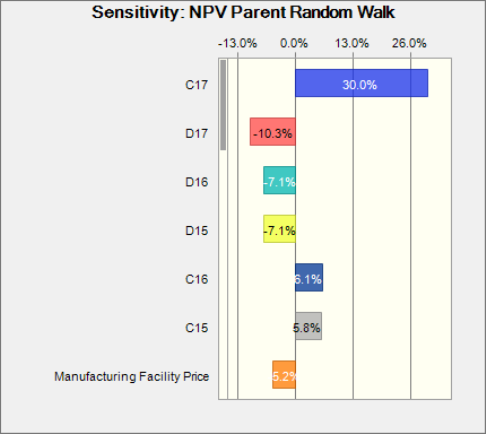 Sensitivity: NPV Parent Random Walk
-13.0% 0.0% 13.0% 26.0%
C17 30.0%
D17 -10.3%
D16 -7.1%
D15 -7.1%
C16 6.1%
C15 5.8%
Manufacturing Facility Price 5.2%